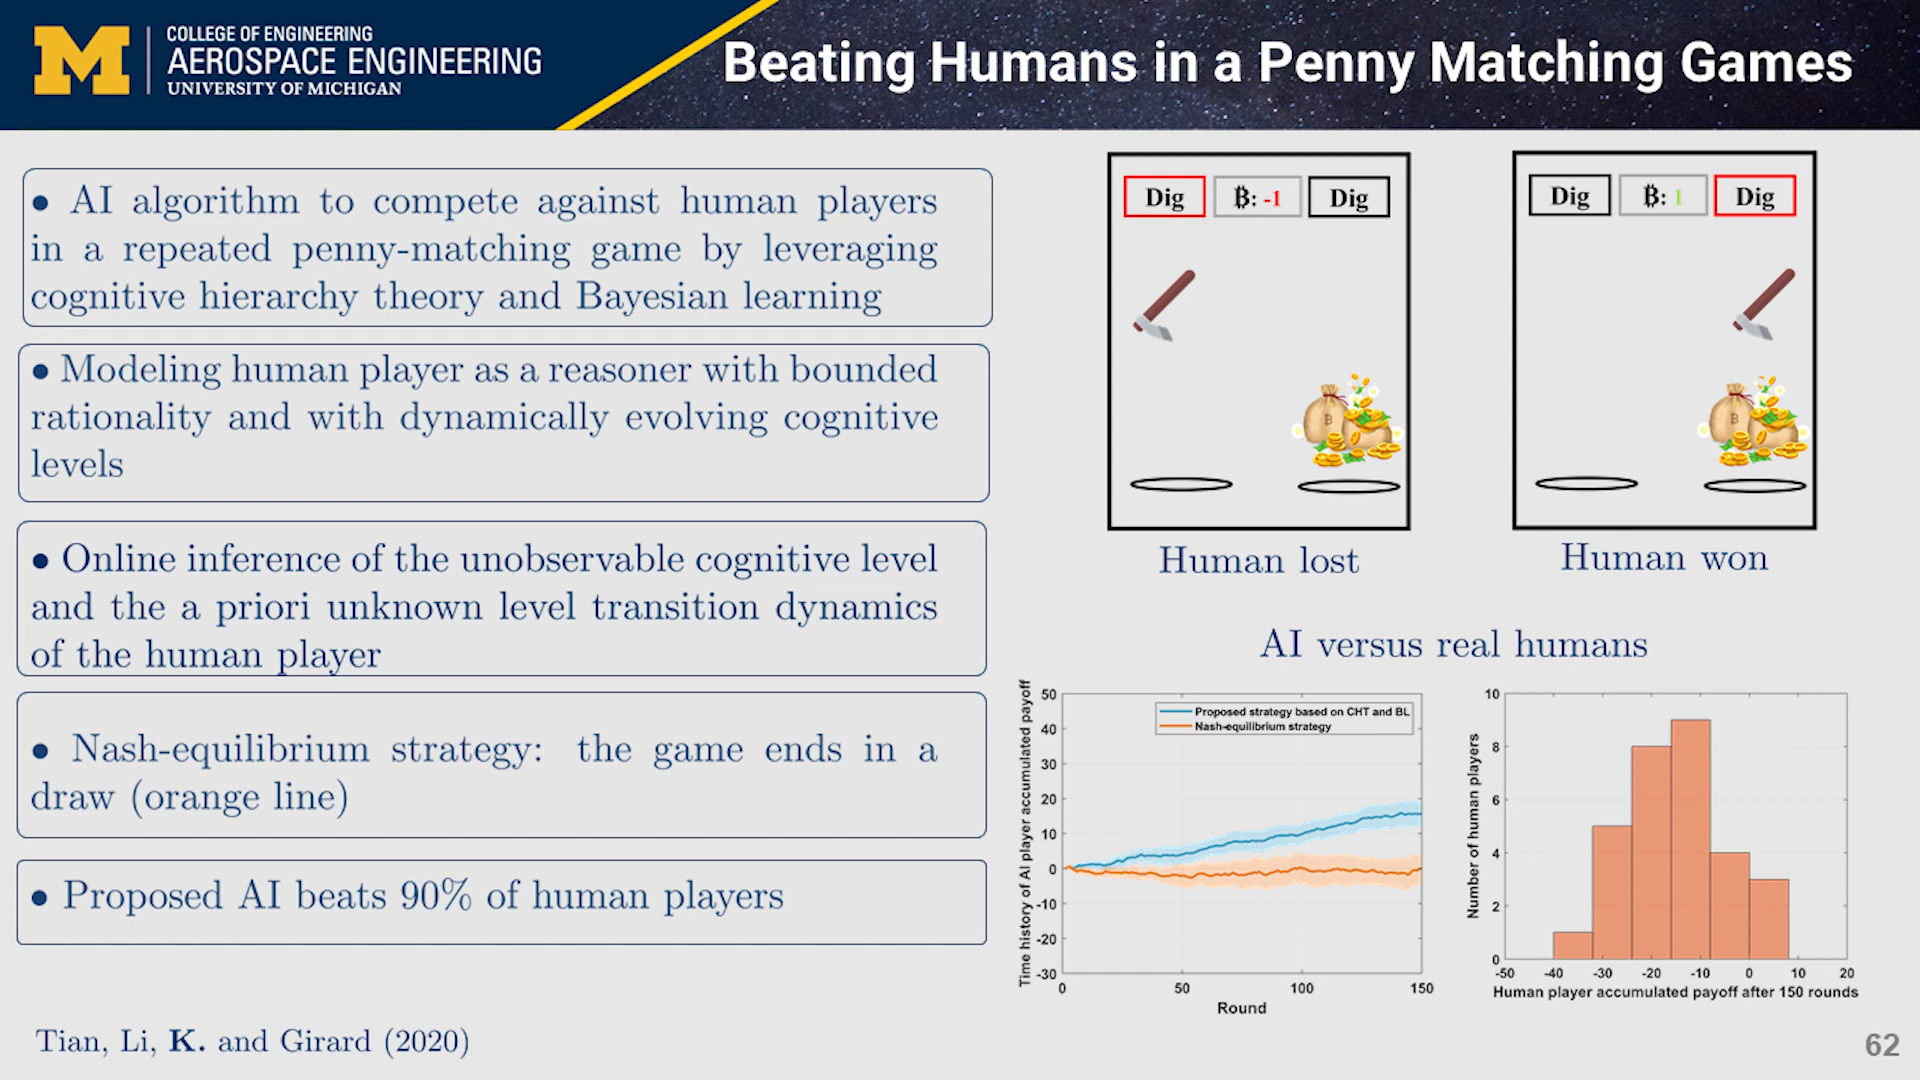 M
COLLEGE OF ENGINEERING
AEROSPACE ENGINEERING
UNIVERSITY OF MICHIGAN
Beating Humans in a Penny Matching Games
• AI algorithm to compete against human players
in a repeated penny-matching game by leveraging
cognitive hierarchy theory and Bayesian learning
• Modeling human player as a reasoner with bounded
rationality and with dynamically evolving cognitive
levels
• Online inference of the unobservable cognitive level
and the a priori unknown level transition dynamics
of the human player
• Nash-equilibrium strategy: the game ends in a
draw (orange line)
• Proposed AI beats 90% of human players
Tian, Li, K. and Girard (2020)
Dig ₿: -1 Dig
Human lost
Dig ₿: 1 Dig
Human won
AI versus real humans
Time history of AI player accumulated payoff
50
40
30
20
10
0
-10
-20
-30
Proposed strategy based on CHT and BL
Nash-equilibrium strategy
0 50 100 150
Round
Number of human players
10
8
6
4
2
0
-50 -40 -30 -20 -10 0 10 20
Human player accumulated payoff after 150 rounds
62